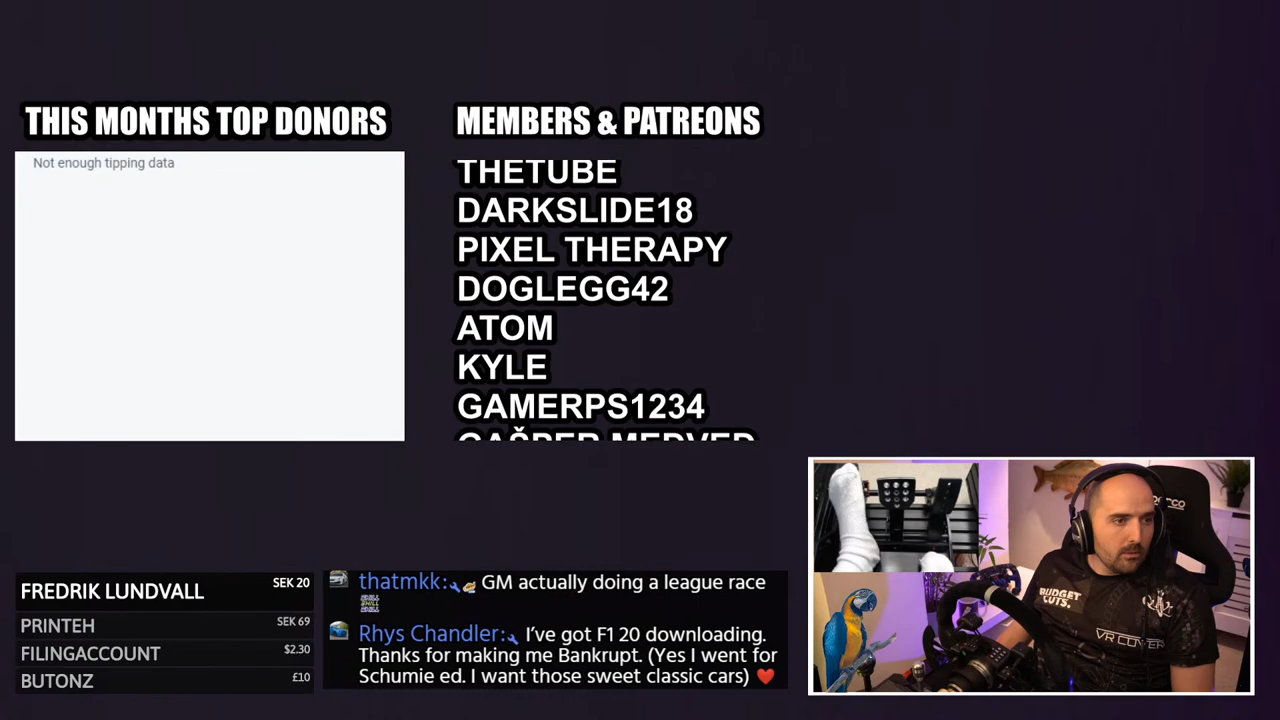 THIS MONTHS TOP DONORS
Not enough tipping data
MEMBERS & PATREONS
THETUBE
DARKSLIDE18
PIXEL THERAPY
DOGLEGG42
ATOM
KYLE
GAMERPS1234
GAŠPER MEDVED
FREDRIK LUNDVALL SEK 20
PRINTEH SEK 69
FILINGACCOUNT $2.30
BUTONZ £10
thatmkk: GM actually doing a league race
Rhys Chandler: I've got F1 20 downloading.
Thanks for making me Bankrupt. (Yes I went for
Schumie ed. I want those sweet classic cars) ❤️
BUDGET
CUTS.